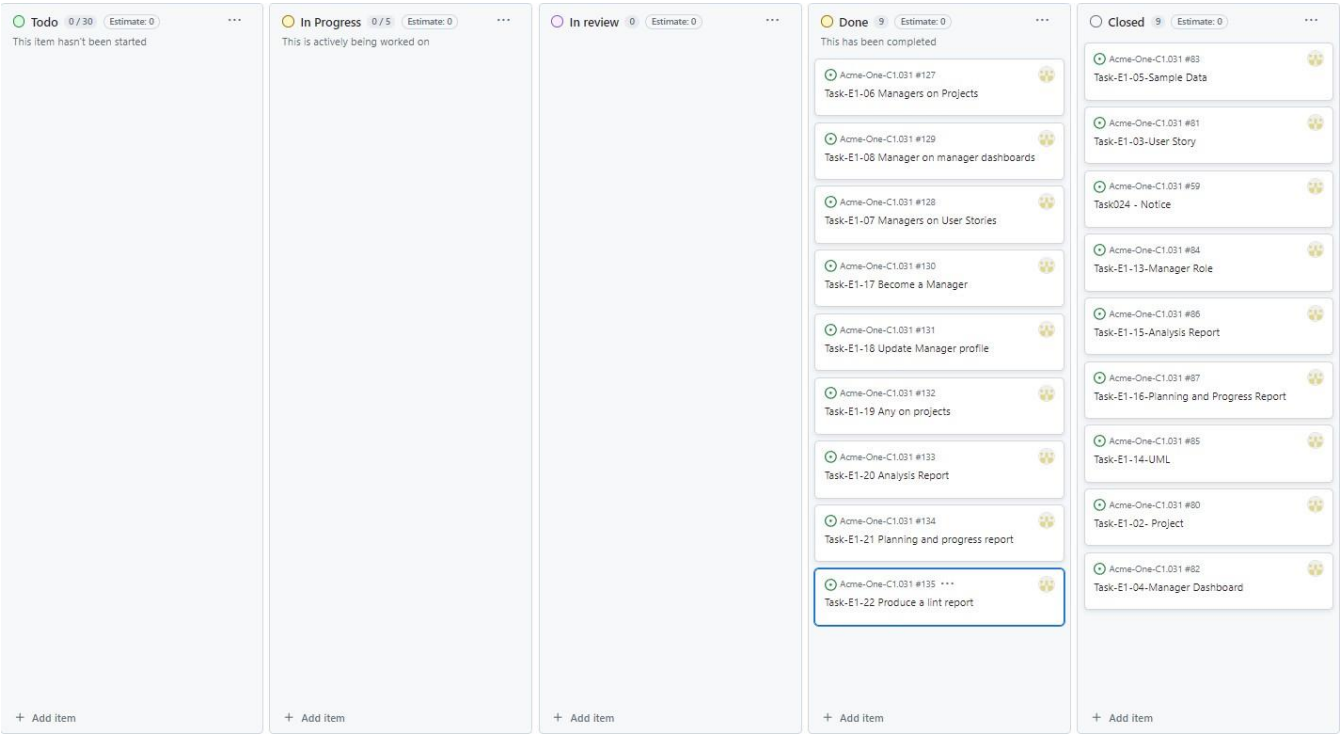 Todo 0 / 30 Estimate: 0 ...
This item hasn't been started
+ Add item
In Progress 0 / 5 Estimate: 0 ...
This is actively being worked on
+ Add item
In review 0 Estimate: 0 ...
+ Add item
Done 9 Estimate: 0 ...
This has been completed
Acme-One-C1.031 #127
Task-E1-06 Managers on Projects
Acme-One-C1.031 #129
Task-E1-08 Manager on manager dashboards
Acme-One-C1.031 #128
Task-E1-07 Managers on User Stories
Acme-One-C1.031 #130
Task-E1-17 Become a Manager
Acme-One-C1.031 #131
Task-E1-18 Update Manager profile
Acme-One-C1.031 #132
Task-E1-19 Any on projects
Acme-One-C1.031 #133
Task-E1-20 Analysis Report
Acme-One-C1.031 #134
Task-E1-21 Planning and progress report
Acme-One-C1.031 #135 ...
Task-E1-22 Produce a lint report
+ Add item
Closed 9 Estimate: 0 ...
Acme-One-C1.031 #83
Task-E1-05-Sample Data
Acme-One-C1.031 #81
Task-E1-03-User Story
Acme-One-C1.031 #59
Task024 - Notice
Acme-One-C1.031 #84
Task-E1-13-Manager Role
Acme-One-C1.031 #86
Task-E1-15-Analysis Report
Acme-One-C1.031 #87
Task-E1-16-Planning and Progress Report
Acme-One-C1.031 #85
Task-E1-14-UML
Acme-One-C1.031 #80
Task-E1-02- Project
Acme-One-C1.031 #82
Task-E1-04-Manager Dashboard
+ Add item